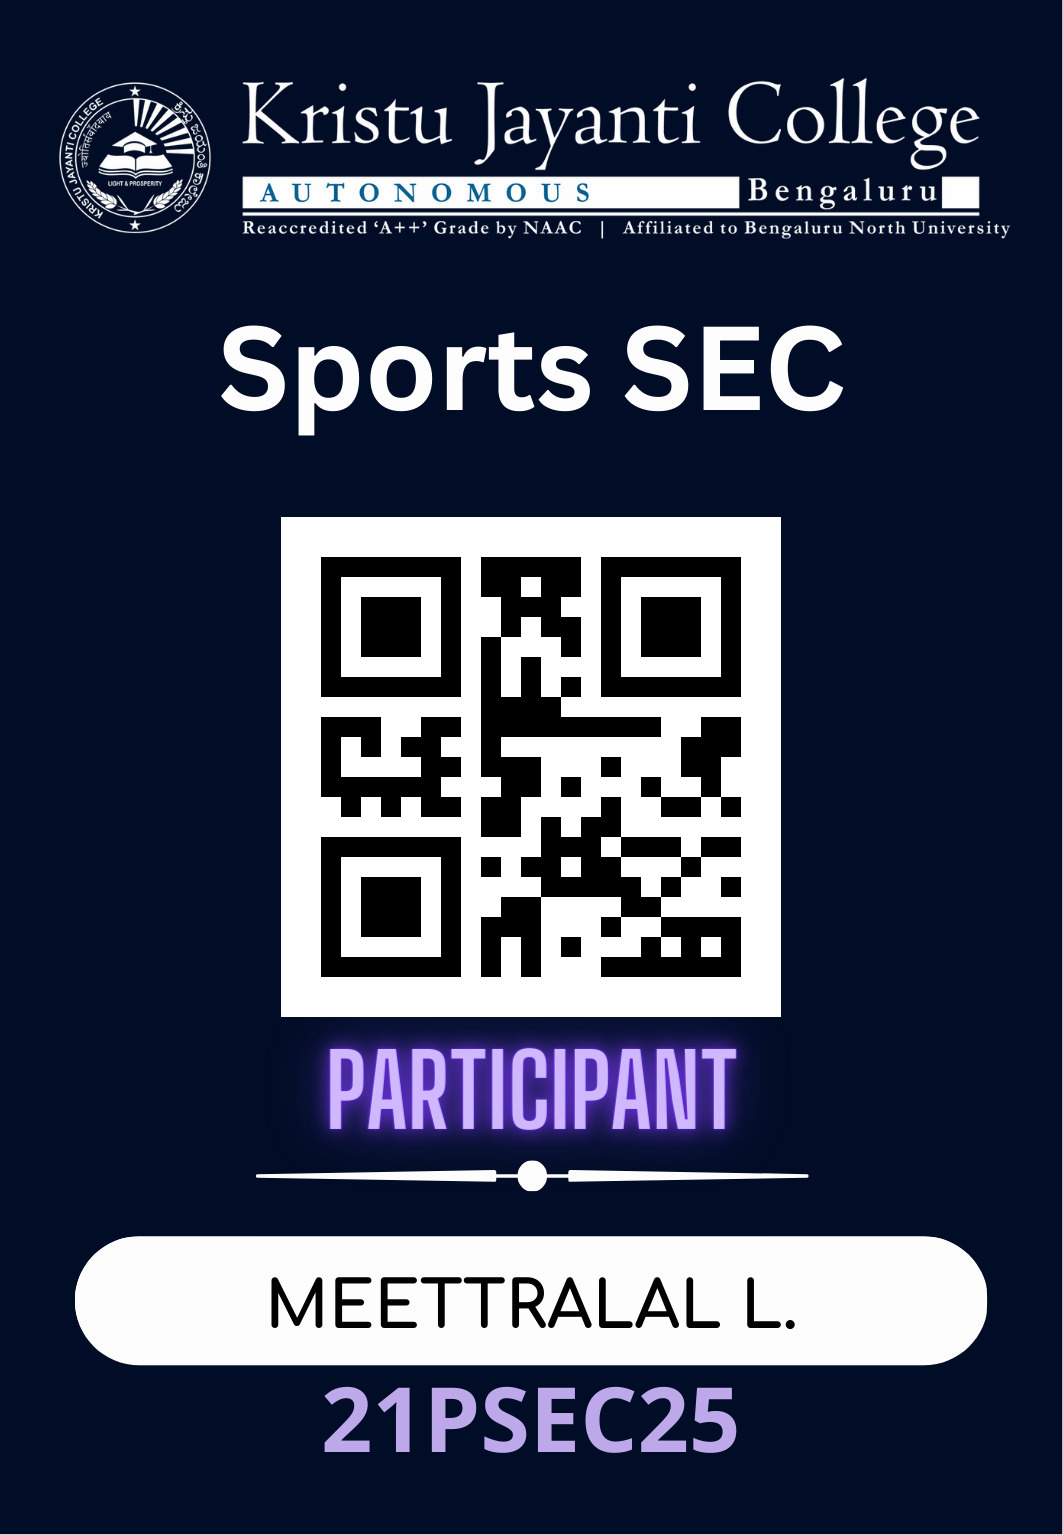 KRISTU JAYANTI COLLEGE
LIGHT & PROSPERITY
Kristu Jayanti College
AUTONOMOUS Bengaluru
Reaccredited ‘A++’ Grade by NAAC | Affiliated to Bengaluru North University
Sports SEC
PARTICIPANT
MEETTRALAL L.
21PSEC25